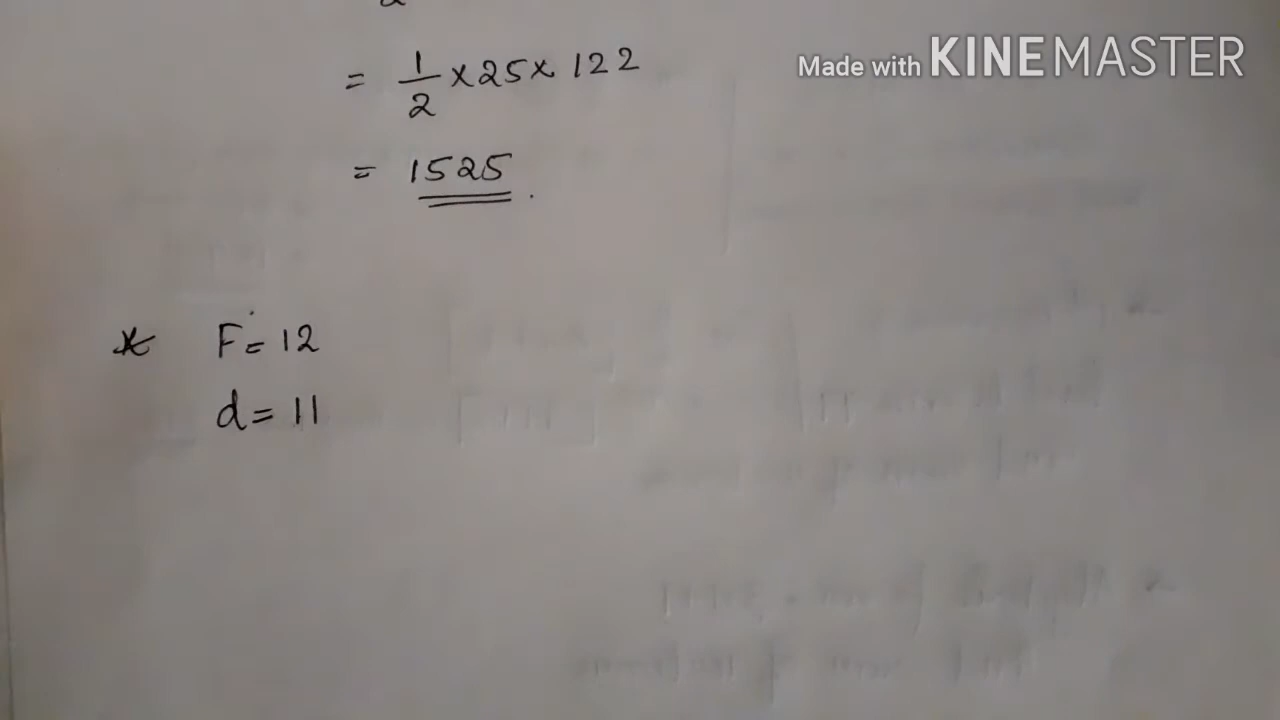 Made with KINEMASTER
= 1/2 × 25 × 122
= 1525.
* F = 12
d = 11